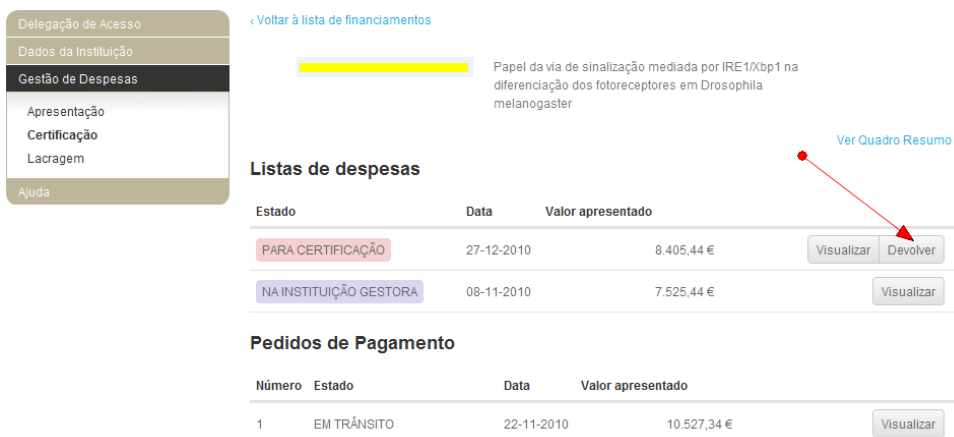 Delegação de Acesso
Dados da Instituição
Gestão de Despesas
Apresentação
Certificação
Lacragem
Ajuda
‹ Voltar à lista de financiamentos
Papel da via de sinalização mediada por IRE1/Xbp1 na
diferenciação dos fotoreceptores em Drosophila
melanogaster
Ver Quadro Resumo
Listas de despesas
Estado Data Valor apresentado
PARA CERTIFICAÇÃO 27-12-2010 8.405,44 € Visualizar Devolver
NA INSTITUIÇÃO GESTORA 08-11-2010 7.525,44 € Visualizar
Pedidos de Pagamento
Número Estado Data Valor apresentado
1 EM TRÂNSITO 22-11-2010 10.527,34 € Visualizar